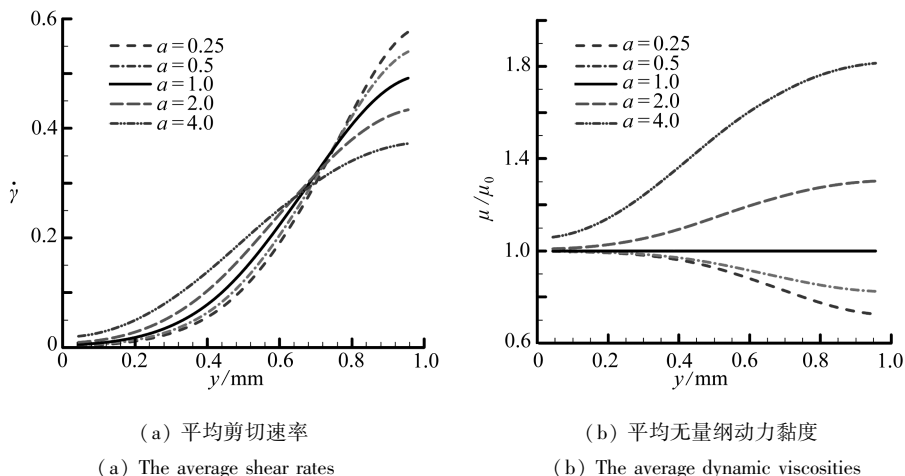 0.6
0.4
0.2
0
γ̇
a=0.25
a=0.5
a=1.0
a=2.0
a=4.0
0 0.2 0.4 0.6 0.8 1.0
y/mm
(a) 平均剪切速率
(a) The average shear rates
1.8
1.4
1.0
0.6
μ/μ₀
a=0.25
a=0.5
a=1.0
a=2.0
a=4.0
0 0.2 0.4 0.6 0.8 1.0
y/mm
(b) 平均无量纲动力黏度
(b) The average dynamic viscosities